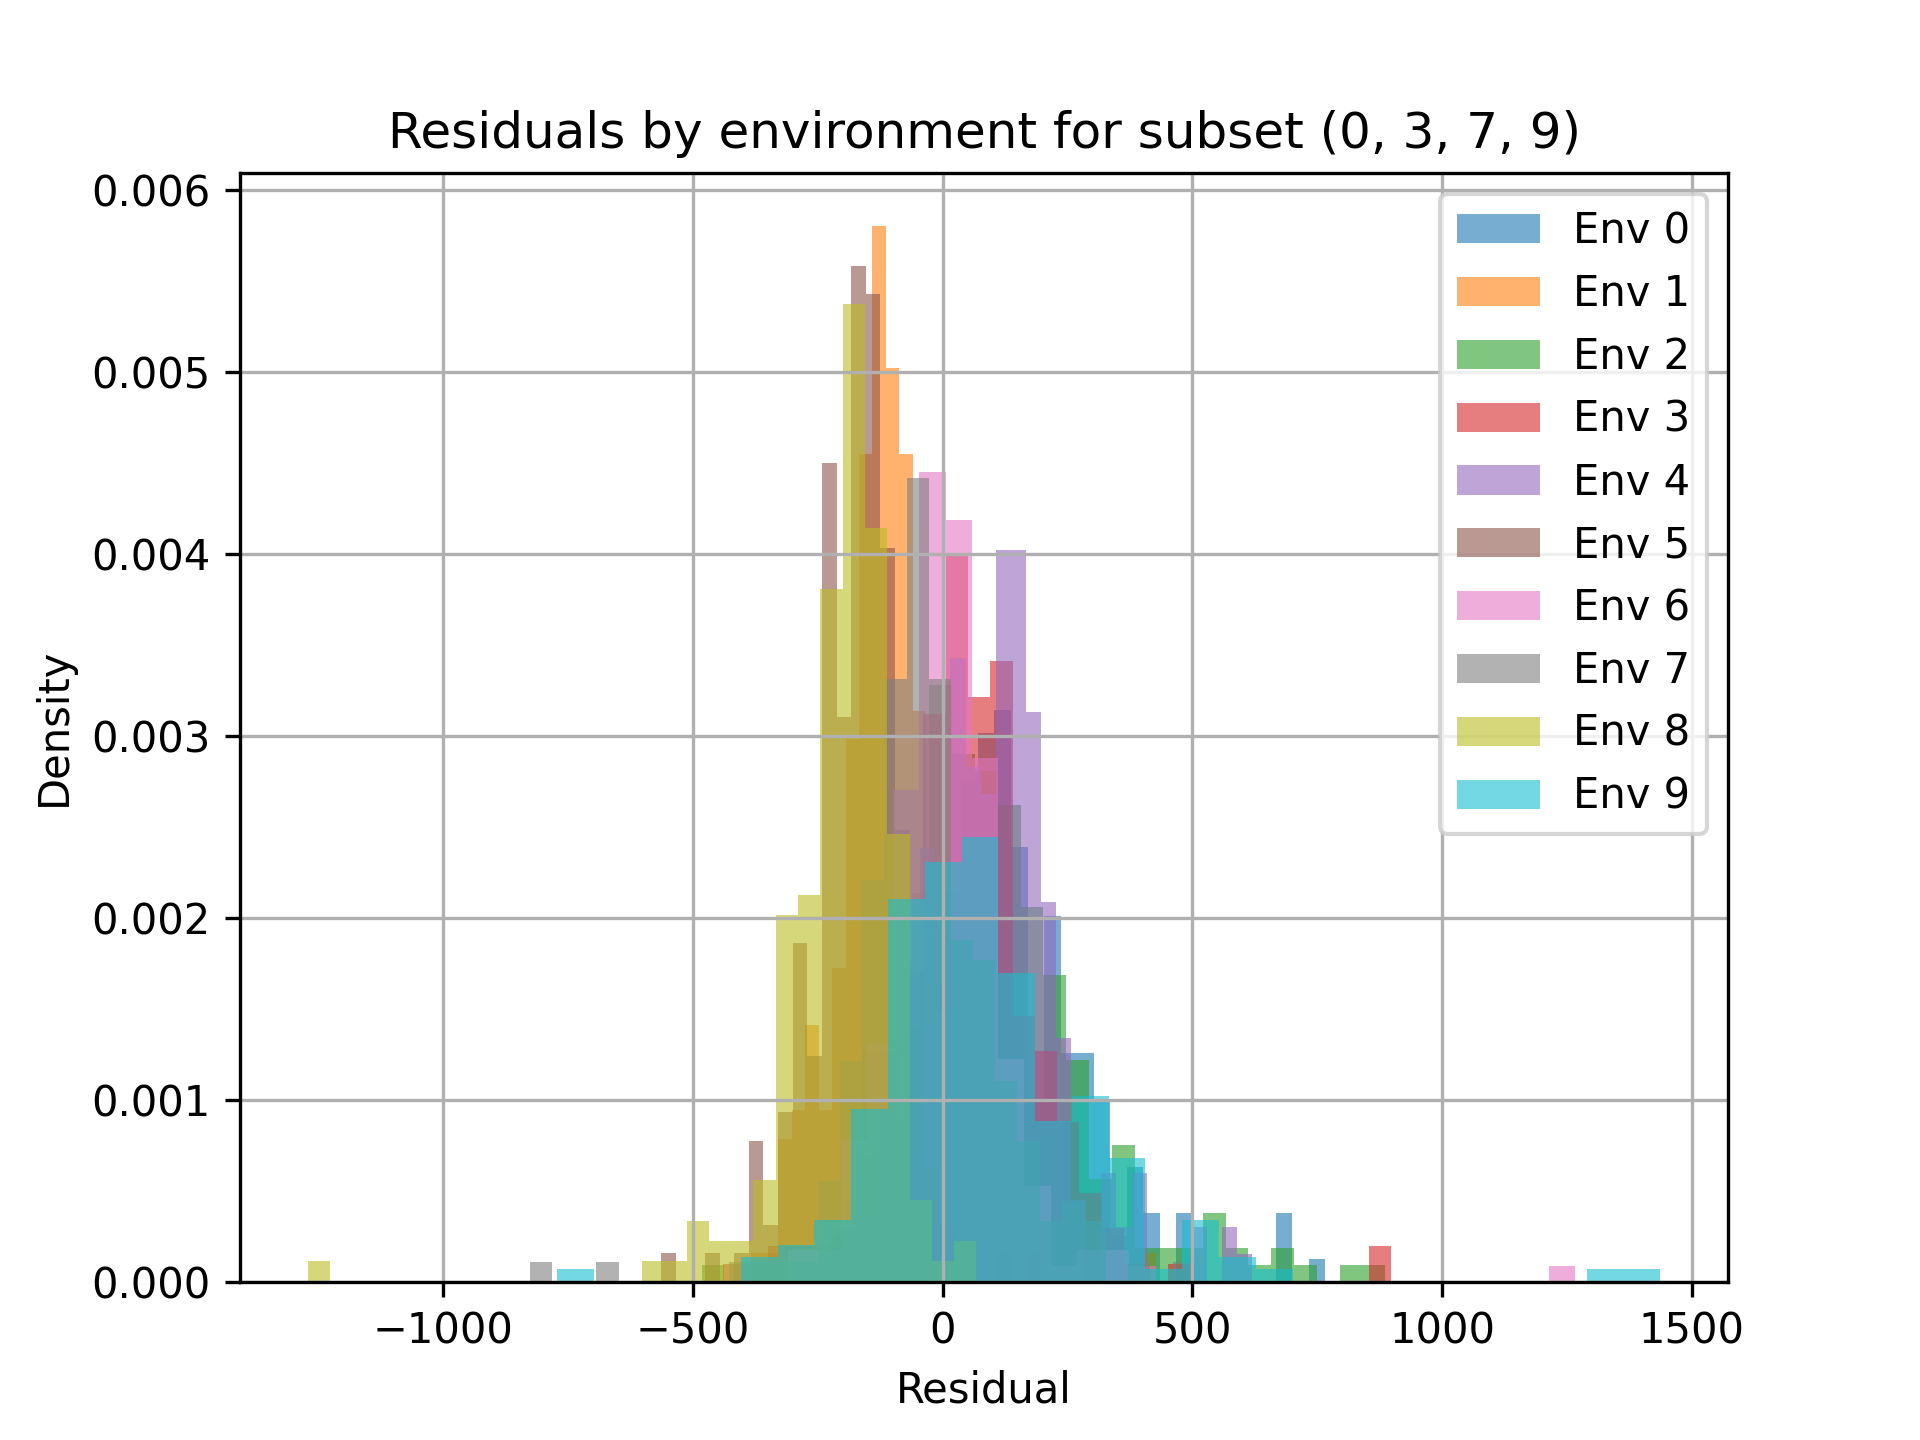 Residuals by environment for subset (0, 3, 7, 9)
0.006
0.005
0.004
0.003
0.002
0.001
0.000
Density
−1000
−500
0
500
1000
1500
Residual
Env 0
Env 1
Env 2
Env 3
Env 4
Env 5
Env 6
Env 7
Env 8
Env 9